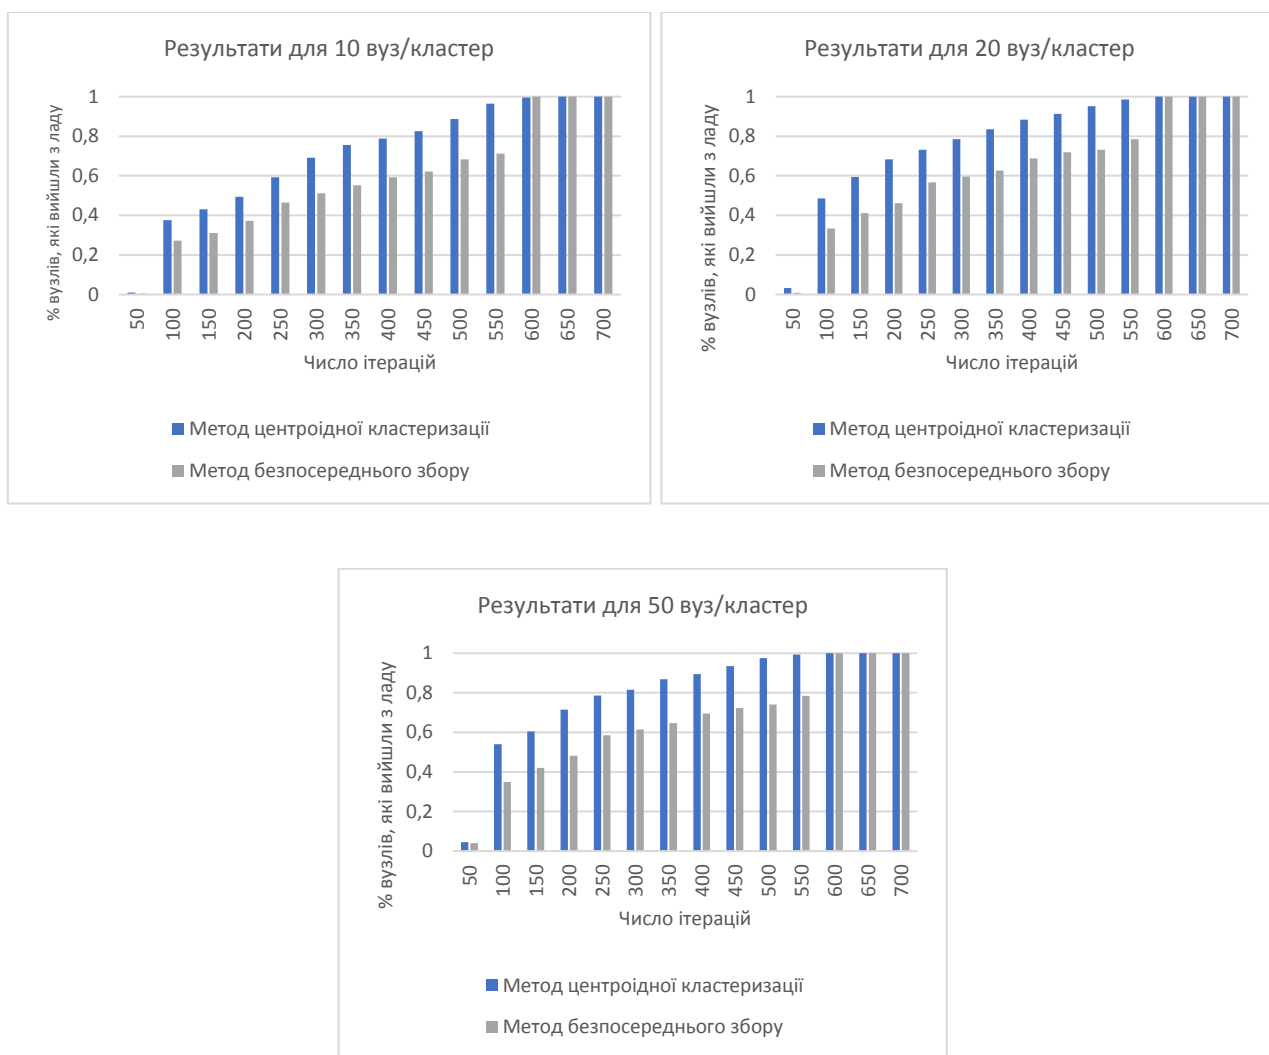 Результати для 10 вуз/кластер
% вузлів, які вийшли з ладу
1
0,8
0,6
0,4
0,2
0
50 100 150 200 250 300 350 400 450 500 550 600 650 700
Число ітерацій
Метод центроідної кластеризації
Метод безпосереднього збору
Результати для 20 вуз/кластер
% вузлів, які вийшли з ладу
1
0,8
0,6
0,4
0,2
0
50 100 150 200 250 300 350 400 450 500 550 600 650 700
Число ітерацій
Метод центроідної кластеризації
Метод безпосереднього збору
Результати для 50 вуз/кластер
% вузлів, які вийшли з ладу
1
0,8
0,6
0,4
0,2
0
50 100 150 200 250 300 350 400 450 500 550 600 650 700
Число ітерацій
Метод центроідної кластеризації
Метод безпосереднього збору